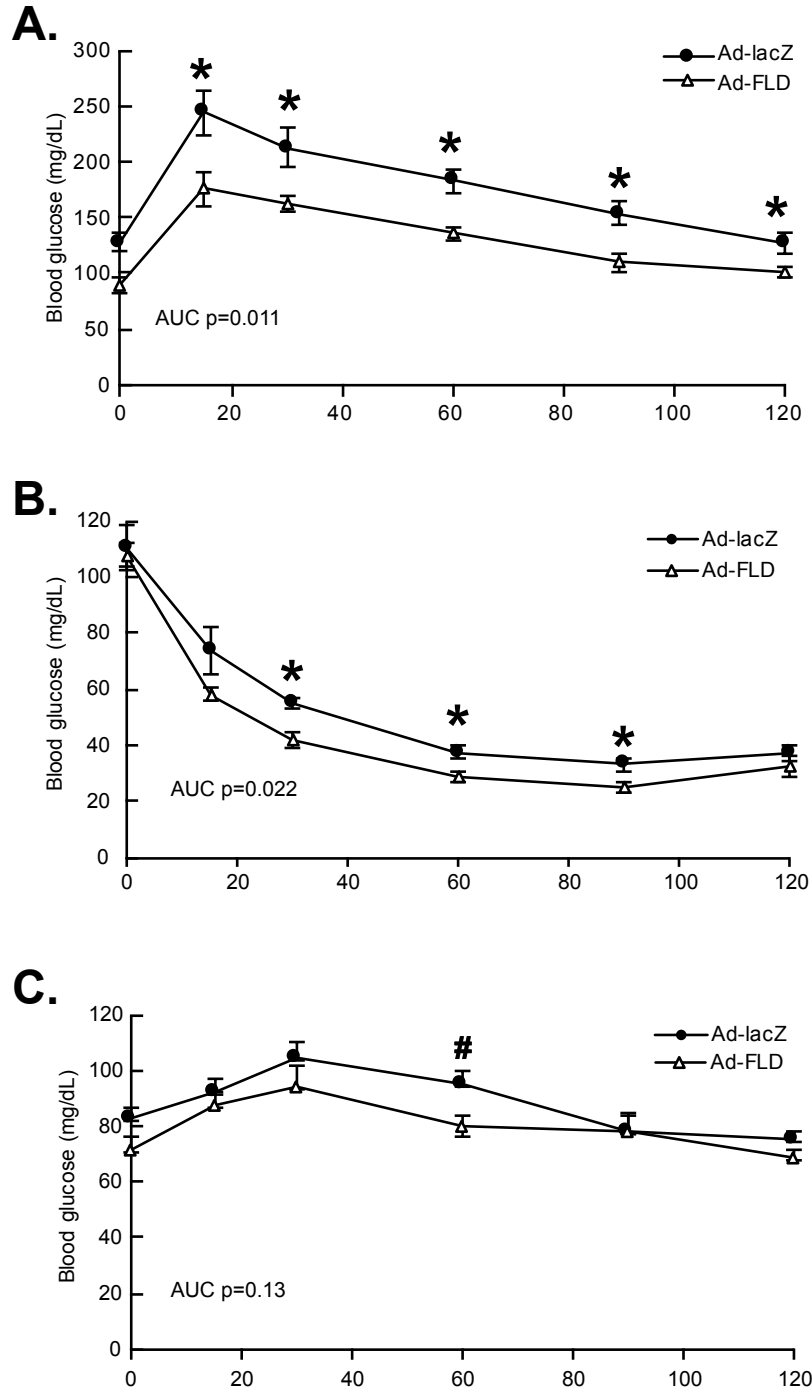 A.
300
250
200
150
100
50
0
Blood glucose (mg/dL)
Ad-lacZ
Ad-FLD
*
*
*
*
*
AUC p=0.011
0 20 40 60 80 100 120
B.
120
100
80
60
40
20
0
Blood glucose (mg/dL)
Ad-lacZ
Ad-FLD
*
*
*
AUC p=0.022
0 20 40 60 80 100 120
C.
120
100
80
60
40
20
0
Blood glucose (mg/dL)
Ad-lacZ
Ad-FLD
#
AUC p=0.13
0 20 40 60 80 100 120